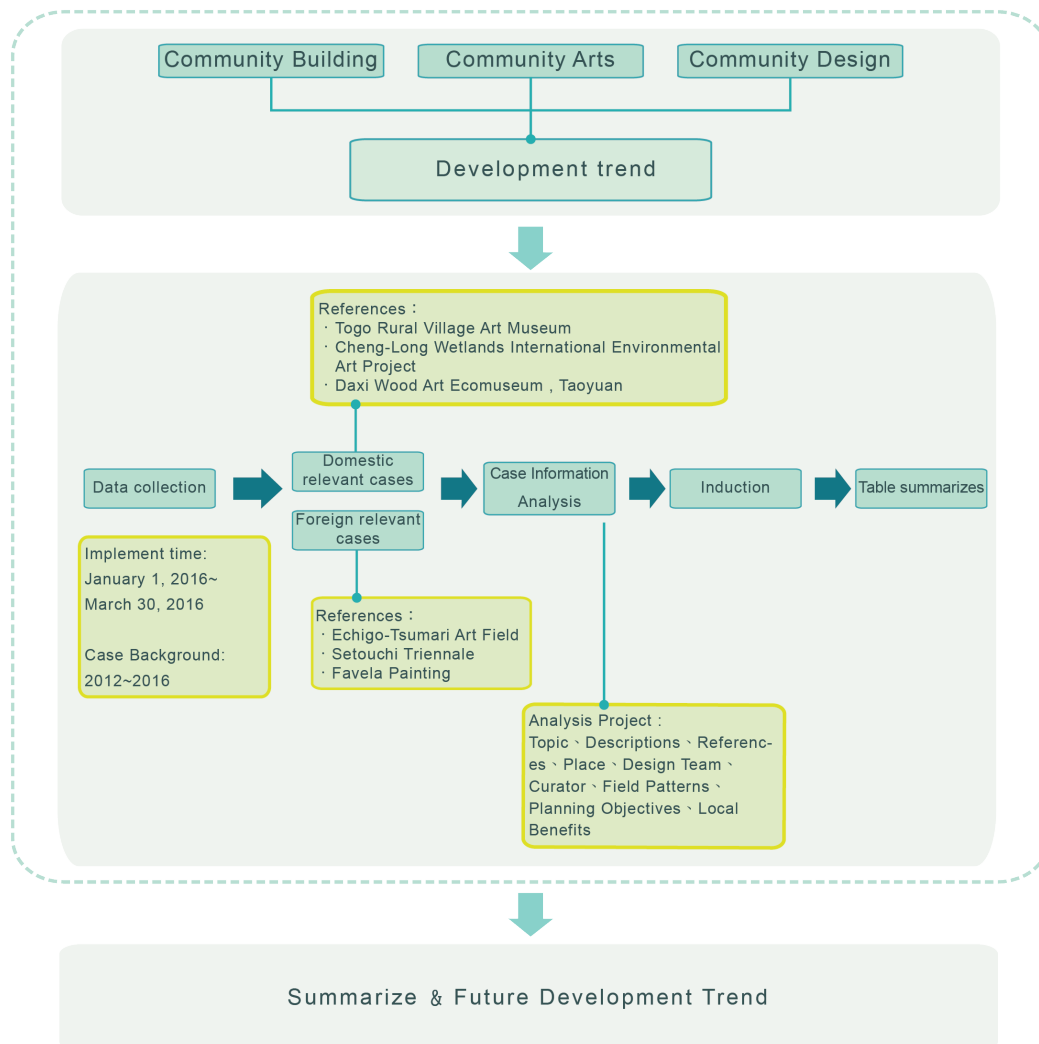 Community Building
Community Arts
Community Design
Development trend
References：
· Togo Rural Village Art Museum
· Cheng-Long Wetlands International Environmental
Art Project
· Daxi Wood Art Ecomuseum , Taoyuan
Data collection
Domestic
relevant cases
Foreign relevant
cases
Case Information
Analysis
Induction
Table summarizes
Implement time:
January 1, 2016~
March 30, 2016
Case Background:
2012~2016
References：
· Echigo-Tsumari Art Field
· Setouchi Triennale
· Favela Painting
Analysis Project :
Topic、Descriptions、Referenc-
es、Place、Design Team、
Curator、Field Patterns、
Planning Objectives、Local
Benefits
Summarize & Future Development Trend